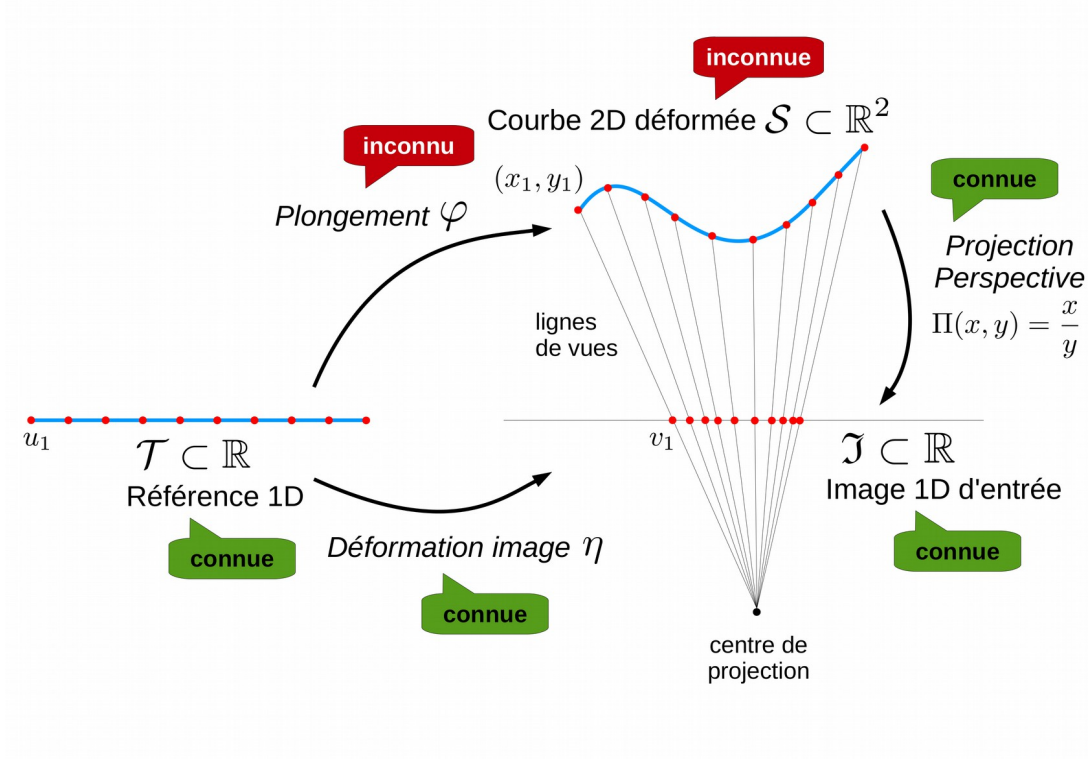 inconnue
Courbe 2D déformée 𝒮 ⊂ ℝ²
inconnu
(x₁, y₁)
connue
Plongement φ
Projection
Perspective
Π(x, y) = x/y
lignes
de vues
u₁
v₁
𝒯 ⊂ ℝ
ℑ ⊂ ℝ
Référence 1D
Image 1D d'entrée
connue
Déformation image η
connue
connue
centre de
projection